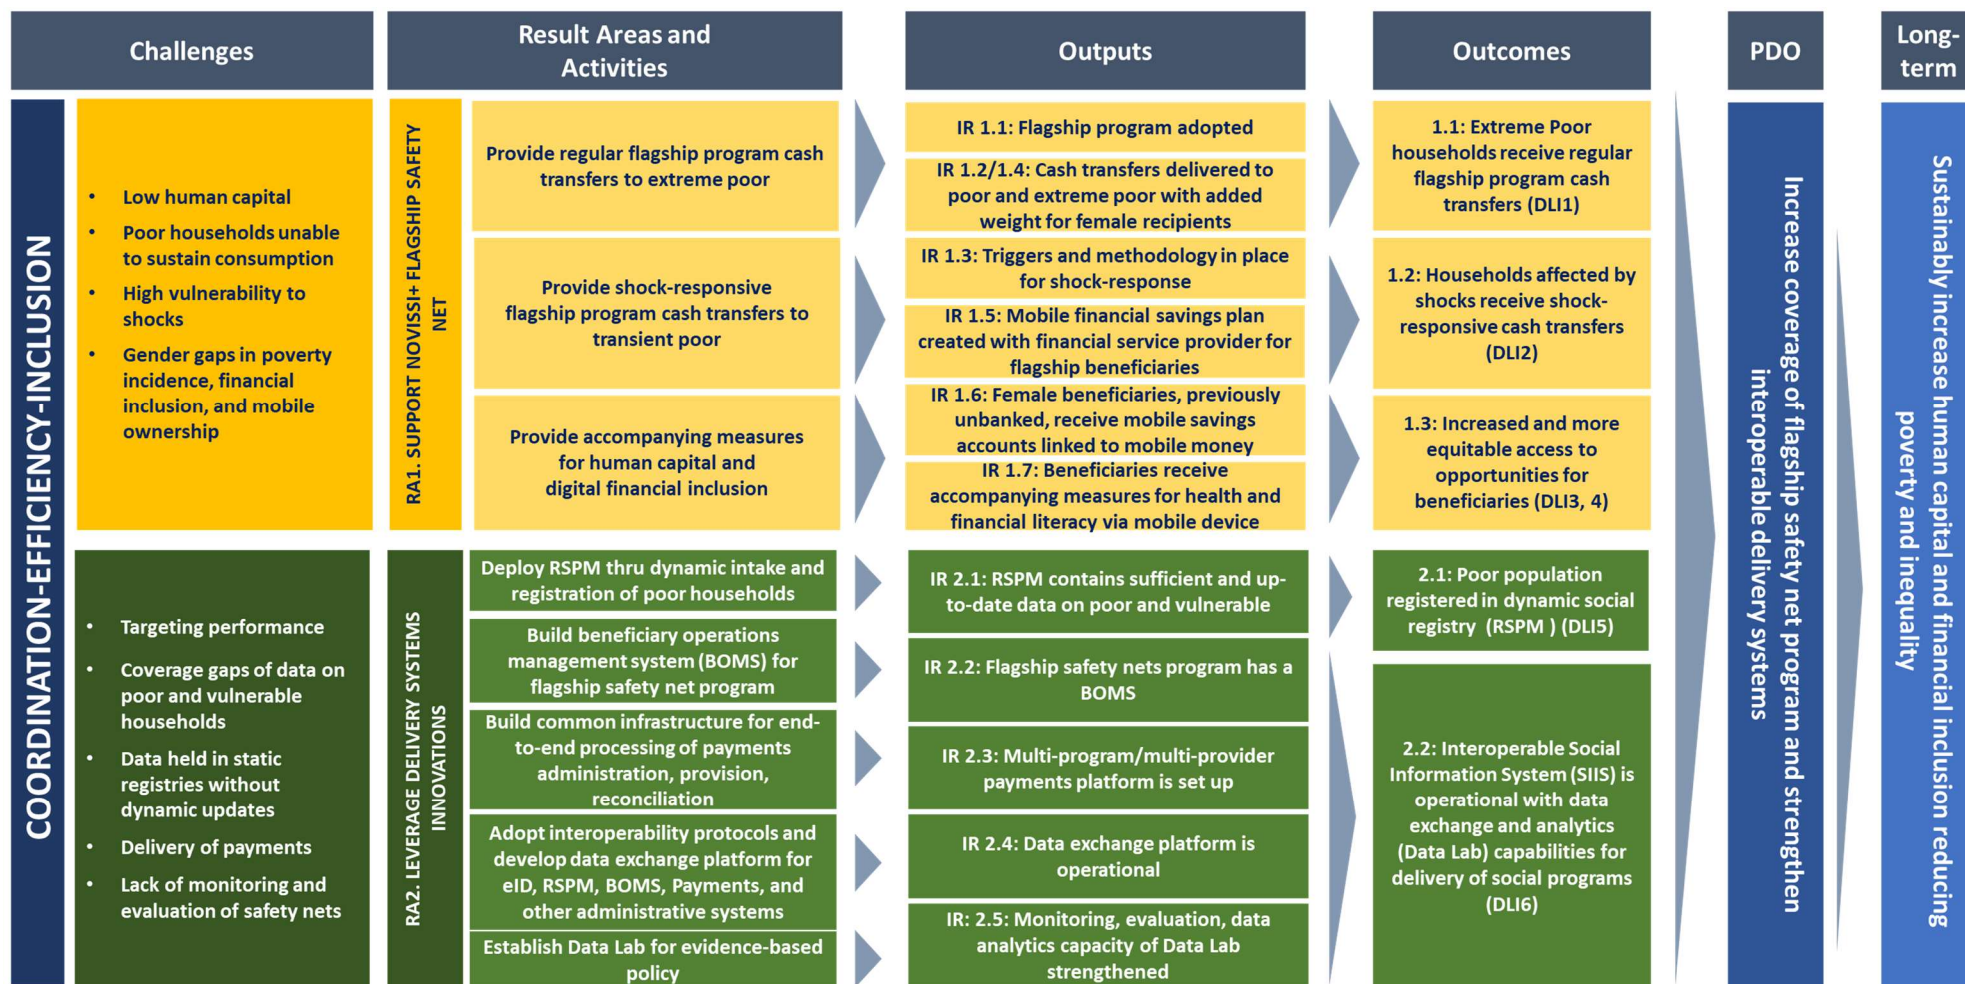 Challenges
Result Areas and
Activities
Outputs
Outcomes
PDO
Long-
term
COORDINATION-EFFICIENCY-INCLUSION
• Low human capital
• Poor households unable
to sustain consumption
• High vulnerability to
shocks
• Gender gaps in poverty
incidence, financial
inclusion, and mobile
ownership
RA1. SUPPORT NOVISSI+ FLAGSHIP SAFETY
NET
Provide regular flagship program cash
transfers to extreme poor
Provide shock-responsive
flagship program cash transfers to
transient poor
Provide accompanying measures
for human capital and
digital financial inclusion
IR 1.1: Flagship program adopted
IR 1.2/1.4: Cash transfers delivered to
poor and extreme poor with added
weight for female recipients
IR 1.3: Triggers and methodology in place
for shock-response
IR 1.5: Mobile financial savings plan
created with financial service provider for
flagship beneficiaries
IR 1.6: Female beneficiaries, previously
unbanked, receive mobile savings
accounts linked to mobile money
IR 1.7: Beneficiaries receive
accompanying measures for health and
financial literacy via mobile device
1.1: Extreme Poor
households receive regular
flagship program cash
transfers (DLI1)
1.2: Households affected by
shocks receive shock-
responsive cash transfers
(DLI2)
1.3: Increased and more
equitable access to
opportunities for
beneficiaries (DLI3, 4)
• Targeting performance
• Coverage gaps of data on
poor and vulnerable
households
• Data held in static
registries without
dynamic updates
• Delivery of payments
• Lack of monitoring and
evaluation of safety nets
RA2. LEVERAGE DELIVERY SYSTEMS
INNOVATIONS
Deploy RSPM thru dynamic intake and
registration of poor households
Build beneficiary operations
management system (BOMS) for
flagship safety net program
Build common infrastructure for end-
to-end processing of payments
administration, provision,
reconciliation
Adopt interoperability protocols and
develop data exchange platform for
eID, RSPM, BOMS, Payments, and
other administrative systems
Establish Data Lab for evidence-based
policy
IR 2.1: RSPM contains sufficient and up-
to-date data on poor and vulnerable
IR 2.2: Flagship safety nets program has a
BOMS
IR 2.3: Multi-program/multi-provider
payments platform is set up
IR 2.4: Data exchange platform is
operational
IR: 2.5: Monitoring, evaluation, data
analytics capacity of Data Lab
strengthened
2.1: Poor population
registered in dynamic social
registry (RSPM ) (DLI5)
2.2: Interoperable Social
Information System (SIIS) is
operational with data
exchange and analytics
(Data Lab) capabilities for
delivery of social programs
(DLI6)
Increase coverage of flagship safety net program and strengthen
interoperable delivery systems
Sustainably increase human capital and financial inclusion reducing
poverty and inequality